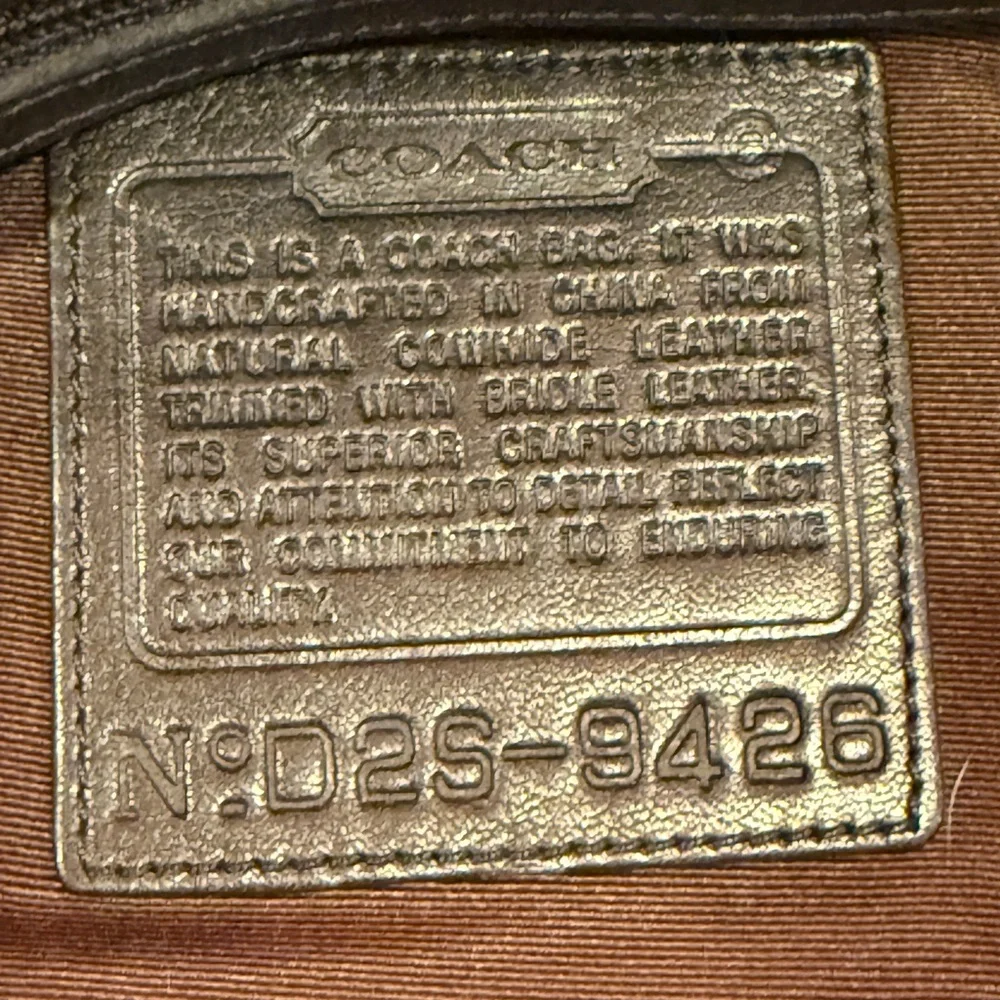 COACH ®
THIS IS A COACH BAG. IT WAS
HANDCRAFTED IN CHINA FROM
NATURAL COWHIDE LEATHER
TRIMMED WITH BRIDLE LEATHER.
ITS SUPERIOR CRAFTSMANSHIP
AND ATTENTION TO DETAIL REFLECT
OUR COMMITMENT TO ENDURING
QUALITY.
Nº: D2S-9426